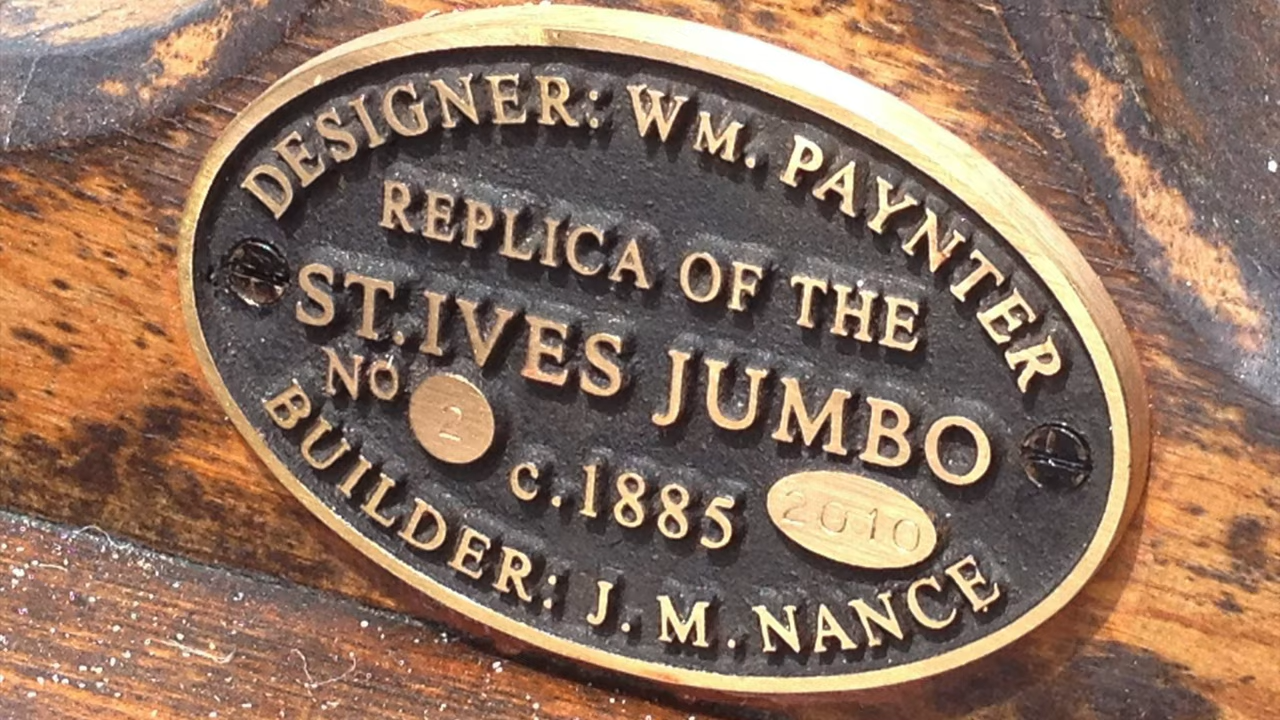 DESIGNER: WM. PAYNTER
REPLICA OF THE
ST.IVES JUMBO
No 2
c.1885 2010
BUILDER: J.M.NANCE